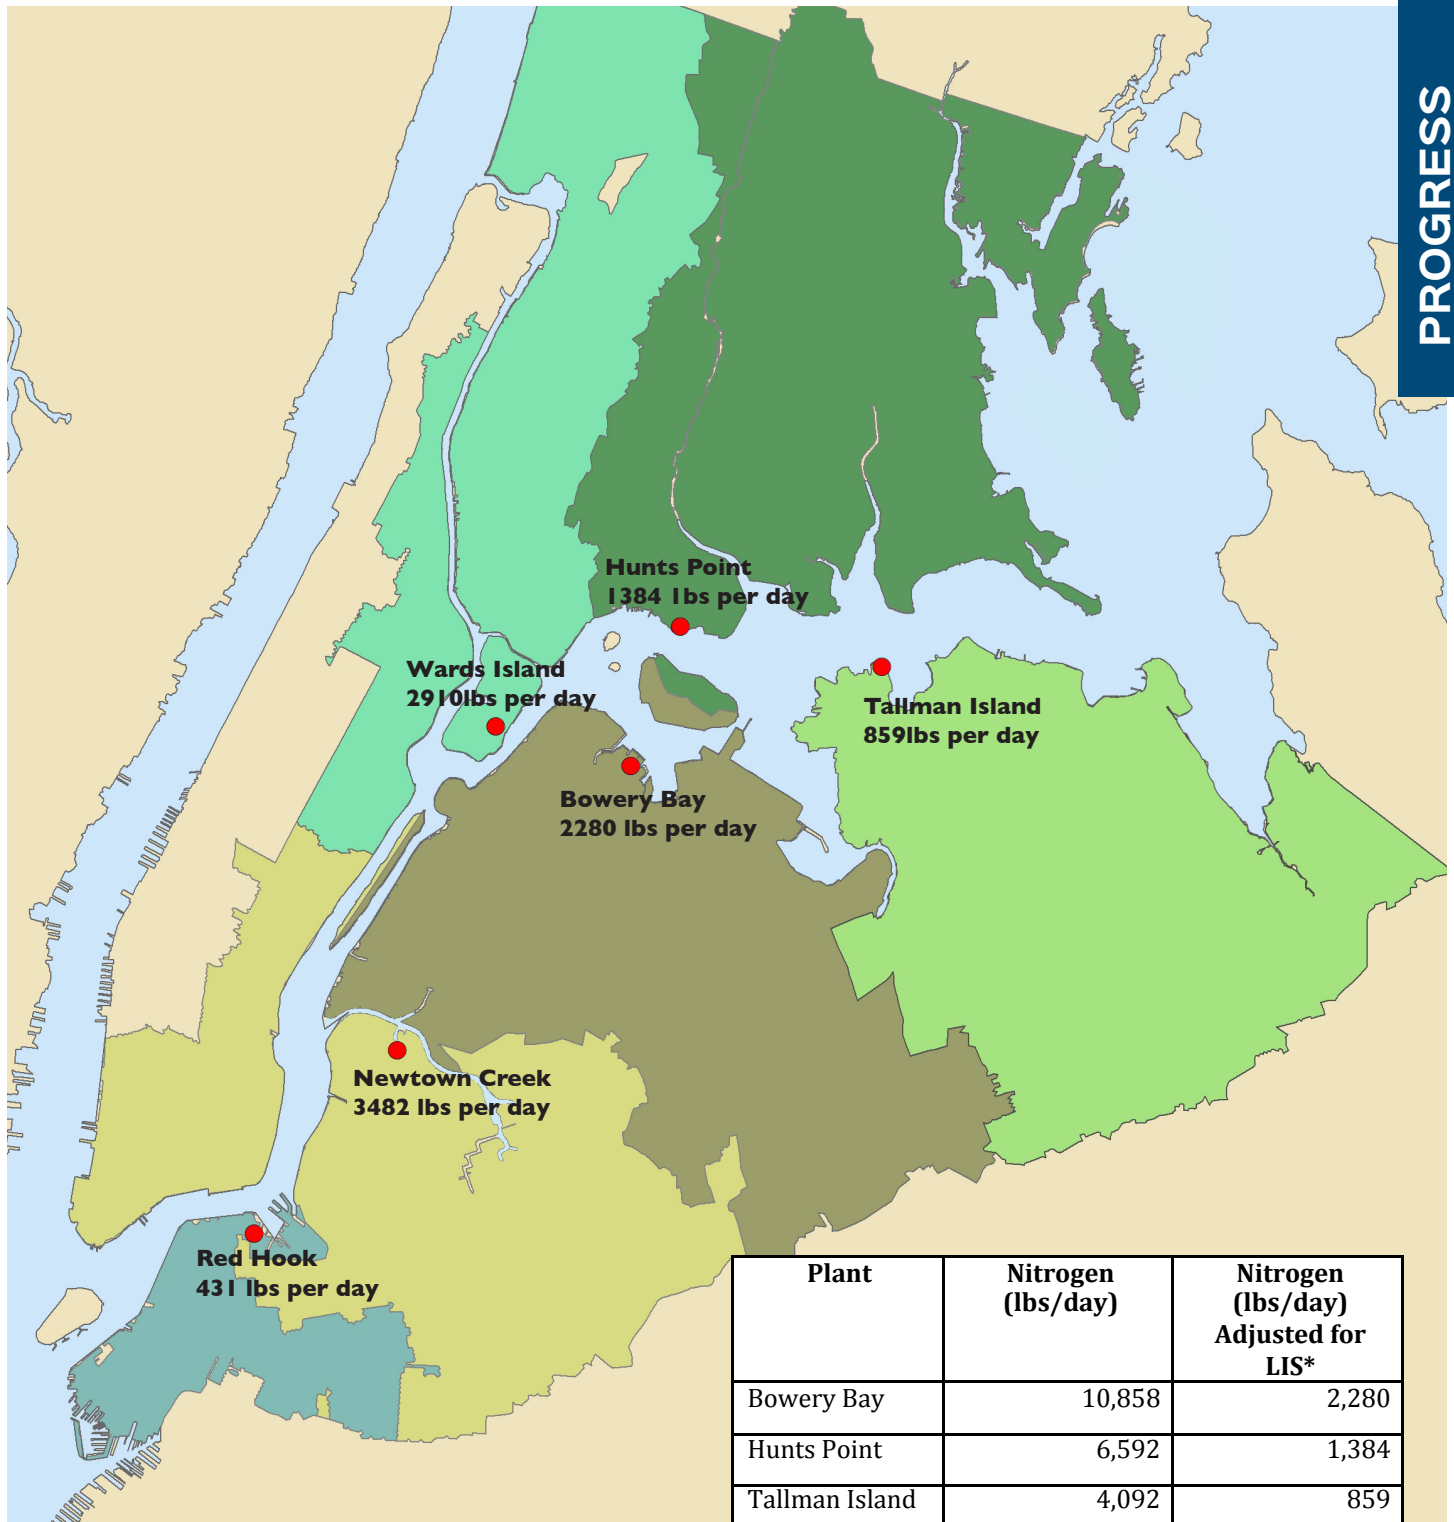 PROGRESS
Hunts Point
1384 1bs per day
Wards Island
2910lbs per day
Tallman Island
859lbs per day
Bowery Bay
2280 lbs per day
Newtown Creek
3482 lbs per day
Red Hook
431 lbs per day
Plant Nitrogen (lbs/day) Nitrogen (lbs/day) Adjusted for LIS*
Bowery Bay 10,858 2,280
Hunts Point 6,592 1,384
Tallman Island 4,092 859